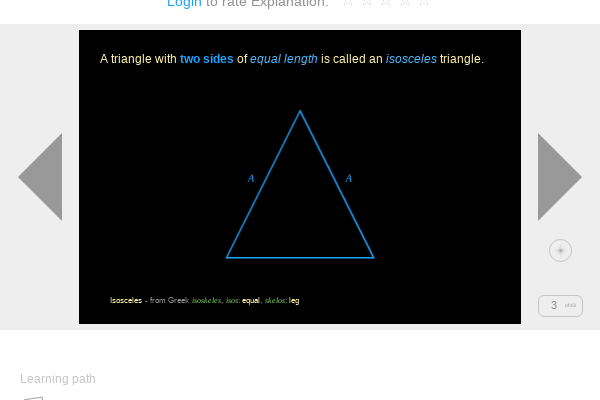 Login to rate Explanation:
A triangle with two sides of equal length is called an isosceles triangle.
A
A
Isosceles - from Greek isoskeles, isos: equal, skelos: leg
3
Learning path